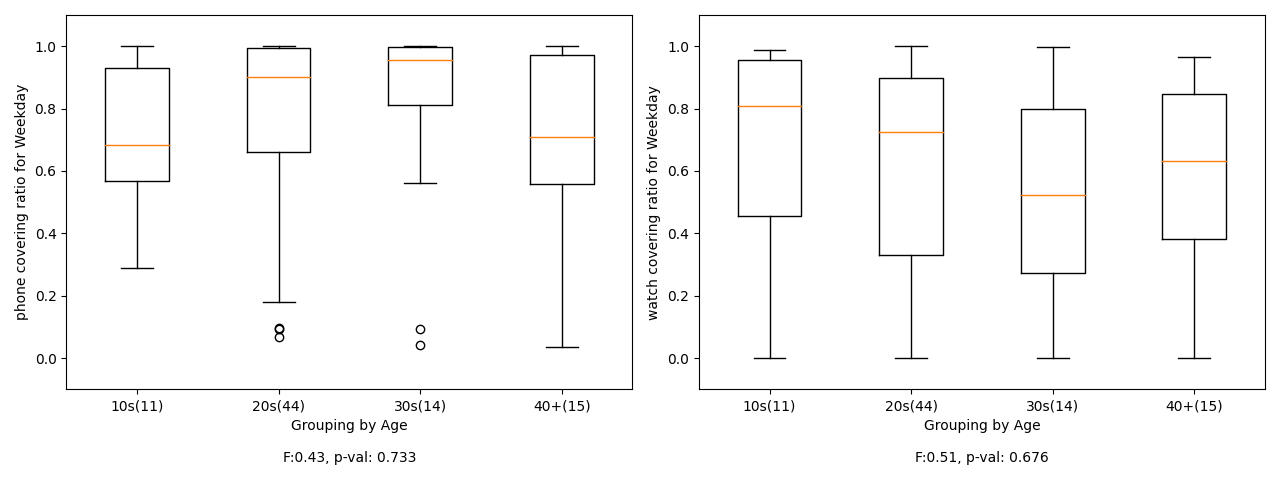 phone covering ratio for Weekday
1.0
0.8
0.6
0.4
0.2
0.0
10s(11) 20s(44) 30s(14) 40+(15)
Grouping by Age
F:0.43, p-val: 0.733
watch covering ratio for Weekday
1.0
0.8
0.6
0.4
0.2
0.0
10s(11) 20s(44) 30s(14) 40+(15)
Grouping by Age
F:0.51, p-val: 0.676